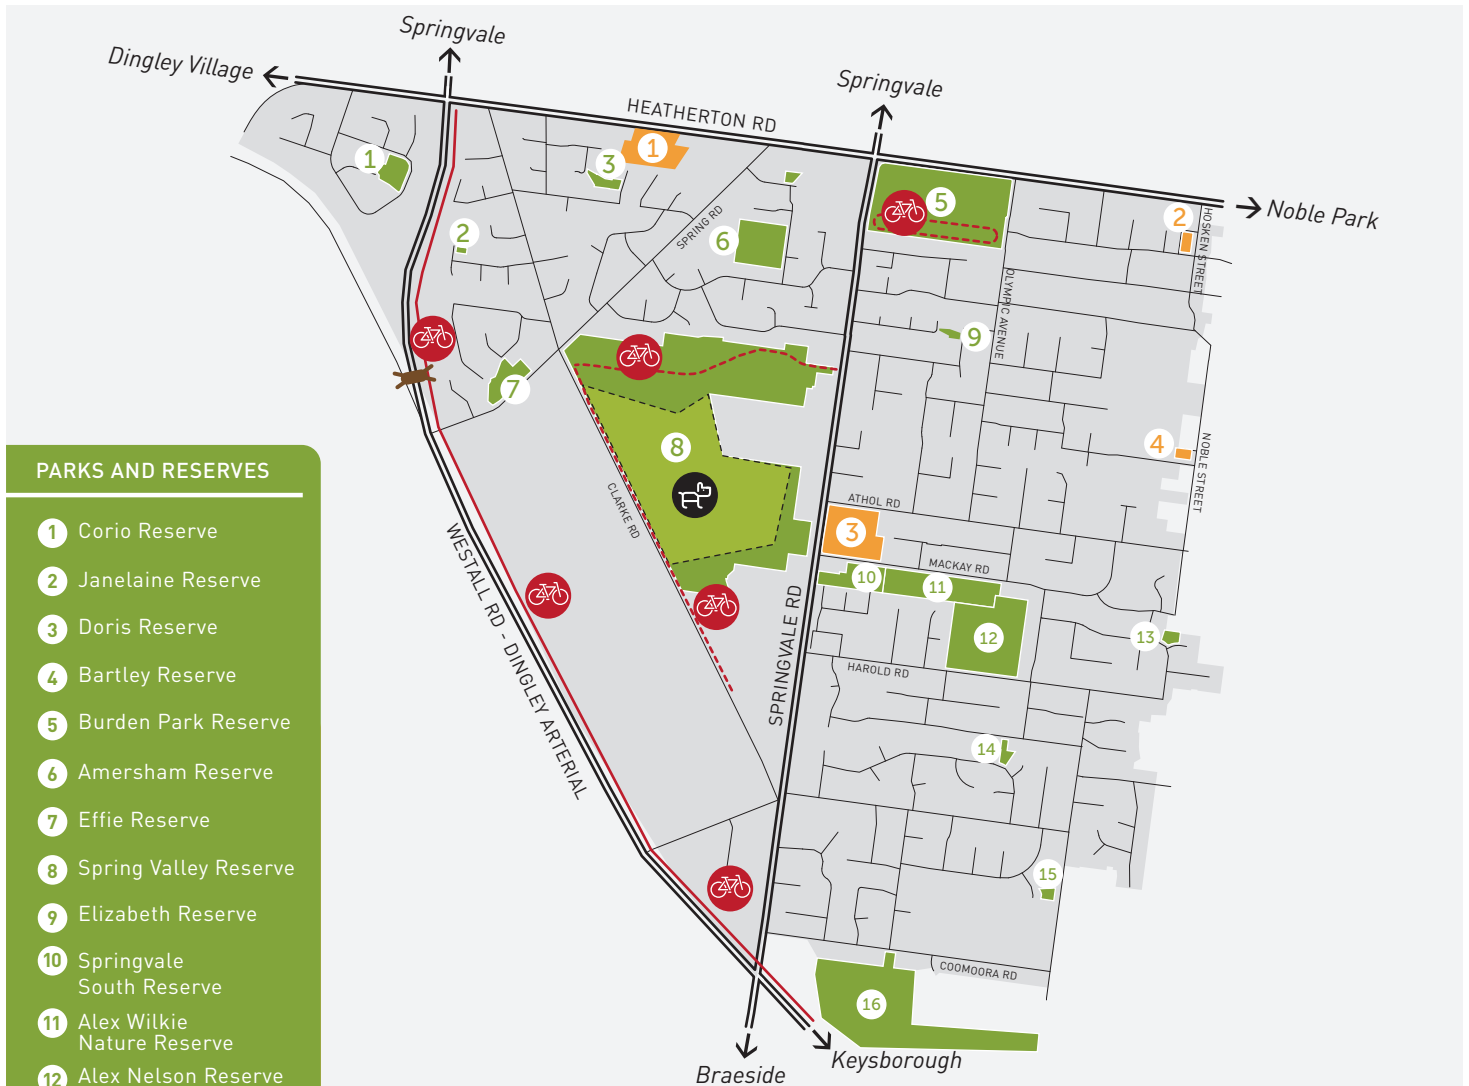 Springvale
Dingley Village
Springvale
HEATHERTON RD
Noble Park
1
3
1
5
2
HOSKEN STREET
SPRING RD
2
6
OLYMPIC AVENUE
9
7
8
4
NOBLE STREET
CLARKE RD
ATHOL RD
3
MACKAY RD
10
11
WESTALL RD - DINGLEY ARTERIAL
SPRINGVALE RD
12
13
HAROLD RD
14
15
COOMOORA RD
16
Keysborough
Braeside
PARKS AND RESERVES
1 Corio Reserve
2 Janelaine Reserve
3 Doris Reserve
4 Bartley Reserve
5 Burden Park Reserve
6 Amersham Reserve
7 Effie Reserve
8 Spring Valley Reserve
9 Elizabeth Reserve
10 Springvale
South Reserve
11 Alex Wilkie
Nature Reserve
12 Alex Nelson Reserve